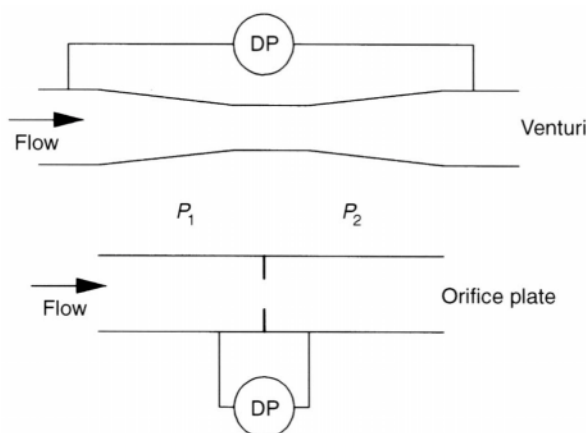 DP
Flow
Venturi
P1
P2
Flow
Orifice plate
DP